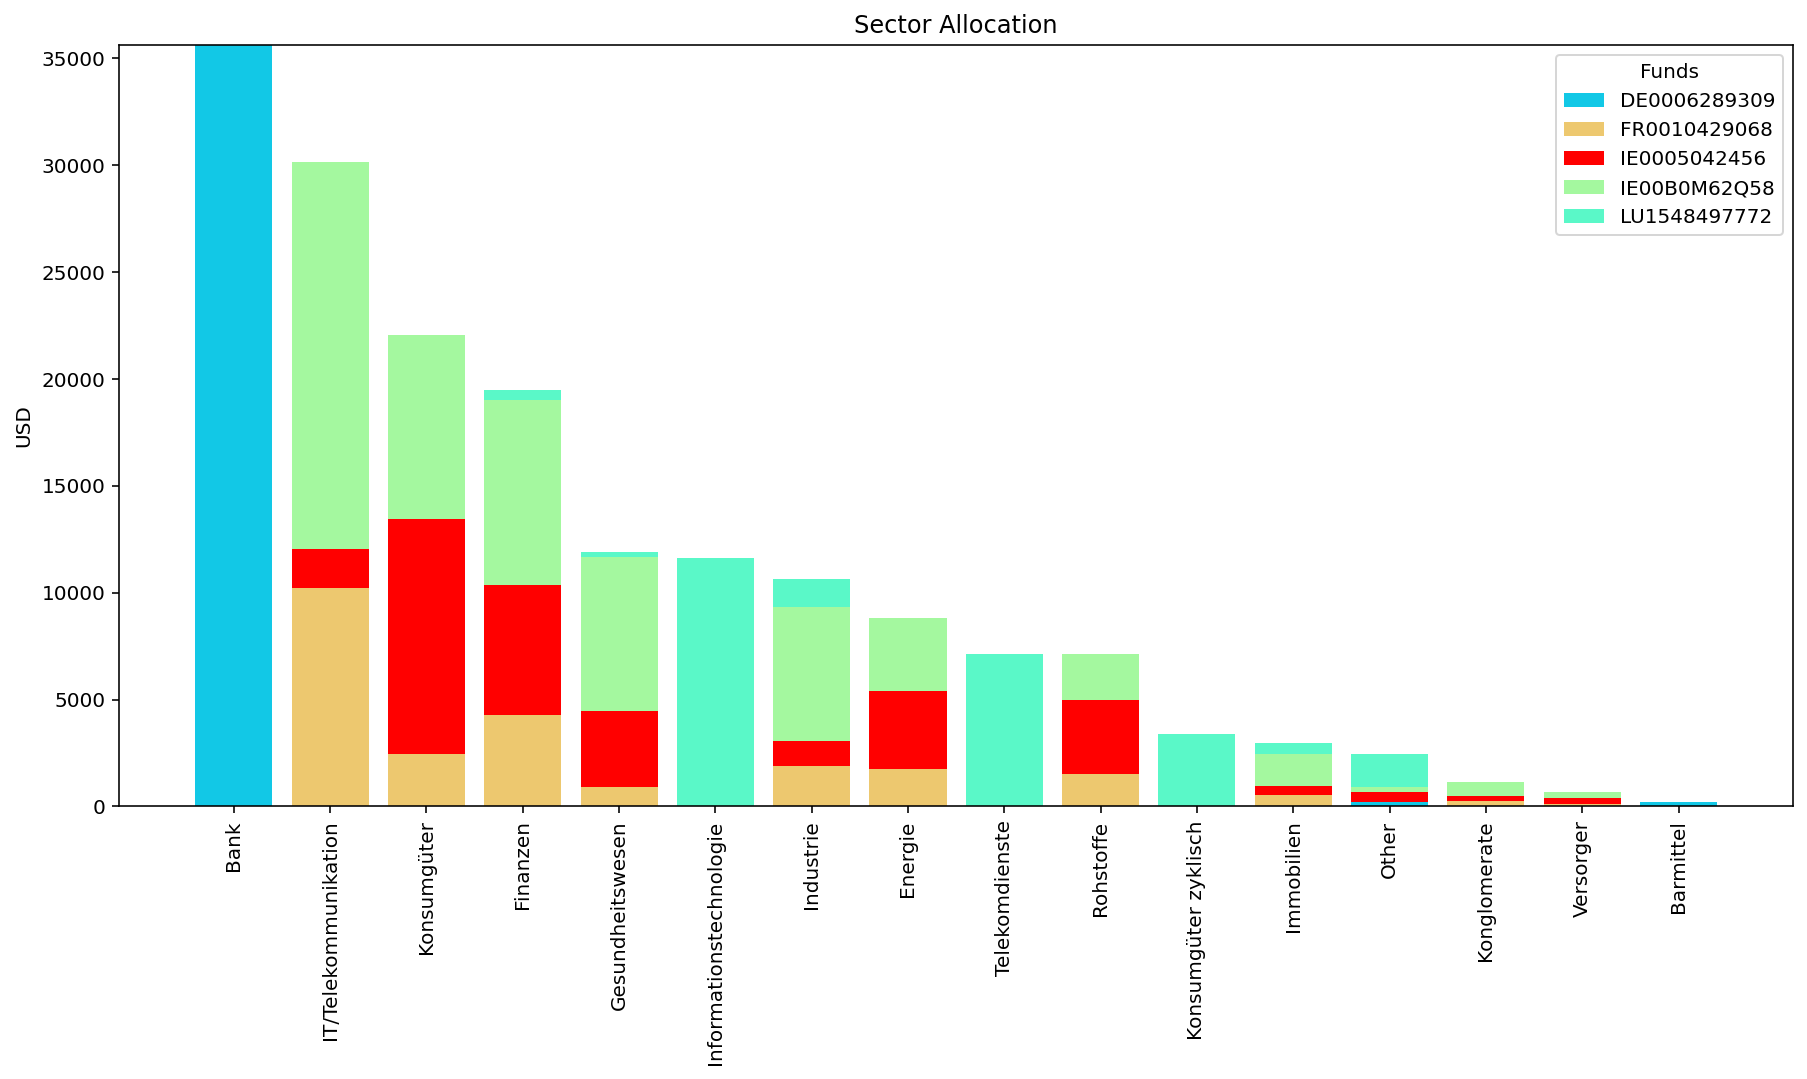 Sector Allocation
Funds
DE0006289309
FR0010429068
IE0005042456
IE00B0M62Q58
LU1548497772
USD
35000
30000
25000
20000
15000
10000
5000
0
Bank
IT/Telekommunikation
Konsumgüter
Finanzen
Gesundheitswesen
Informationstechnologie
Industrie
Energie
Telekomdienste
Rohstoffe
Konsumgüter zyklisch
Immobilien
Other
Konglomerate
Versorger
Barmittel